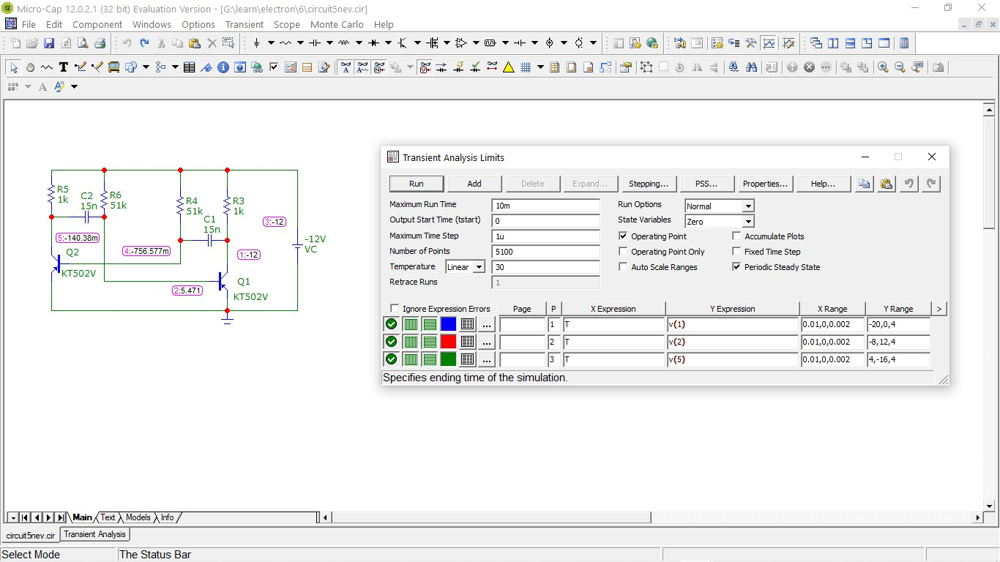 Micro-Cap 12.0.2.1 (32 bit) Evaluation Version - [G:\learn\electron\6\circuit5nev.cir]
File Edit Component Windows Options Transient Scope Monte Carlo Help
Transient Analysis Limits
Run Add Delete Expand... Stepping... PSS... Properties... Help...
Maximum Run Time 10m Run Options Normal
Output Start Time (tstart) 0 State Variables Zero
Maximum Time Step 1u Operating Point Accumulate Plots
Number of Points 5100 Operating Point Only Fixed Time Step
Temperature Linear 30 Auto Scale Ranges Periodic Steady State
Retrace Runs 1
Ignore Expression Errors Page P X Expression Y Expression X Range Y Range >
... 1 T v(1) 0.01,0,0.002 -20,0,4
... 2 T v(2) 0.01,0,0.002 -8,12,4
... 3 T v(5) 0.01,0,0.002 4,-16,4
Specifies ending time of the simulation.
R5
1k
C2
15n
R6
51k
R4
51k
C1
15n
R3
1k
3:-12
-12V
VC
5:-140.38m
4:-756.577m
1:-12
Q2
KT502V
2:5.471
Q1
KT502V
Main Text Models Info
circuit5nev.cir Transient Analysis
Select Mode The Status Bar